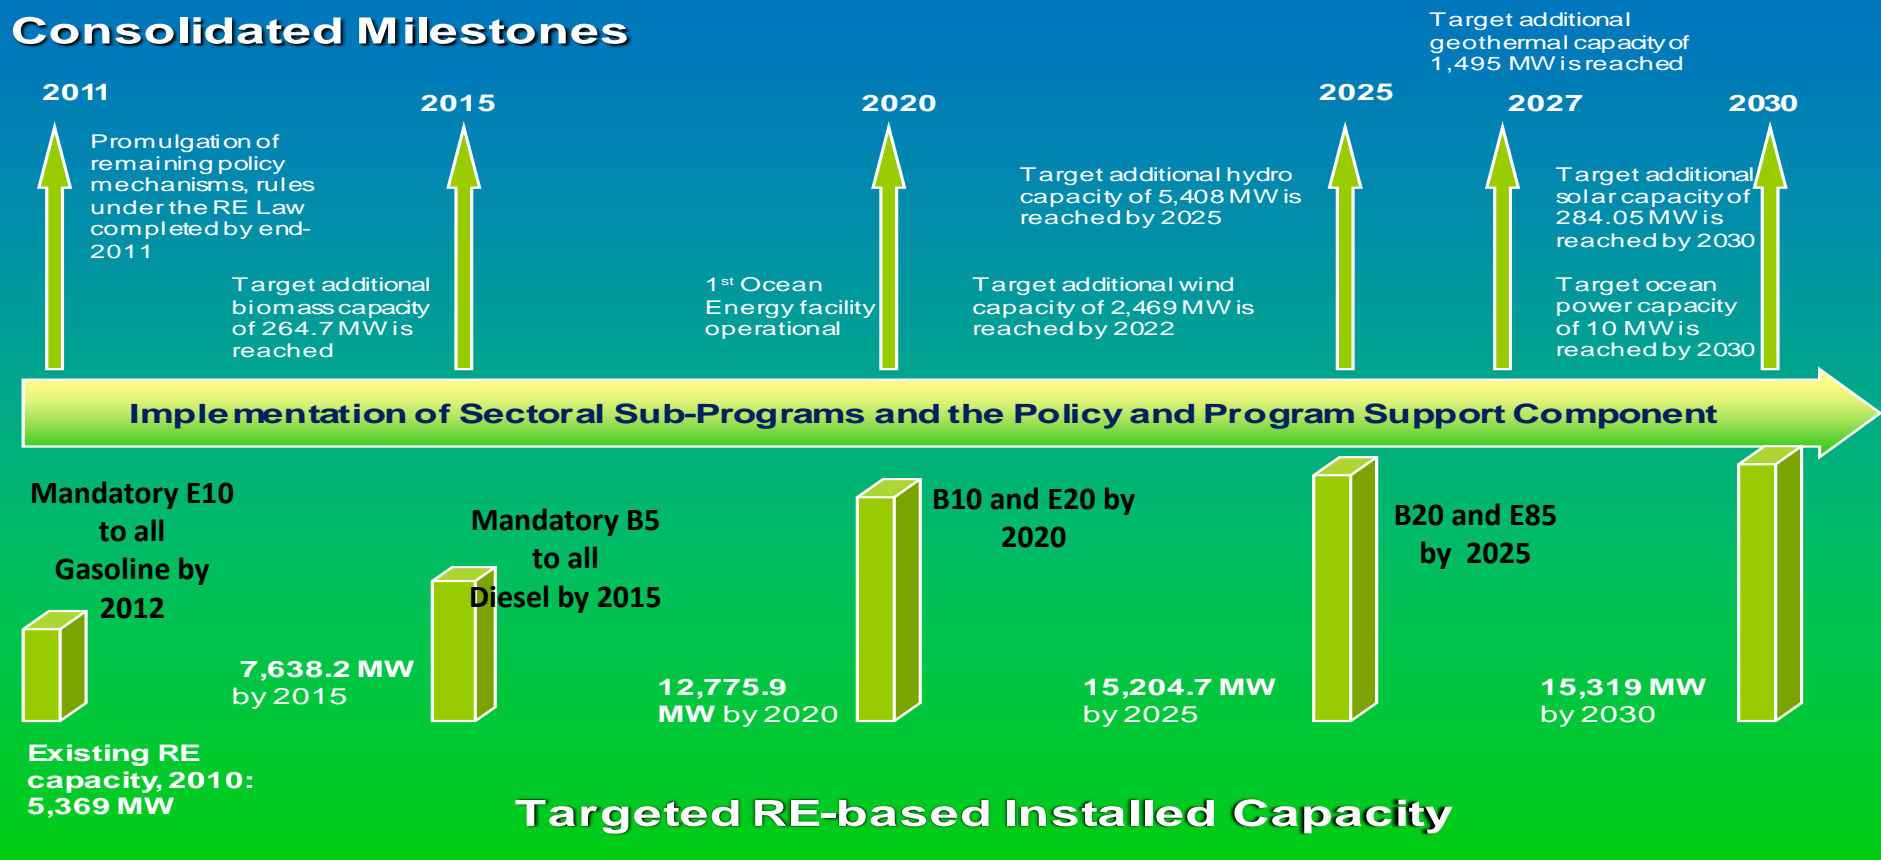 Consolidated Milestones
2011
Promulgation of
remaining policy
mechanisms, rules
under the RE Law
completed by end-
2011
2015
Target additional
biomass capacity
of 264.7 MW is
reached
2020
1st Ocean
Energy facility
operational
2025
Target additional hydro
capacity of 5,408 MW is
reached by 2025
Target additional wind
capacity of 2,469 MW is
reached by 2022
Target additional
geothermal capacity of
1,495 MW is reached
2027
2030
Target additional
solar capacity of
284.05 MW is
reached by 2030
Target ocean
power capacity
of 10 MW is
reached by 2030
Implementation of Sectoral Sub-Programs and the Policy and Program Support Component
Mandatory E10
to all
Gasoline by
2012
Mandatory B5
to all
Diesel by 2015
B10 and E20 by
2020
B20 and E85
by 2025
Existing RE
capacity, 2010:
5,369 MW
7,638.2 MW
by 2015
12,775.9
MW by 2020
15,204.7 MW
by 2025
15,319 MW
by 2030
Targeted RE-based Installed Capacity